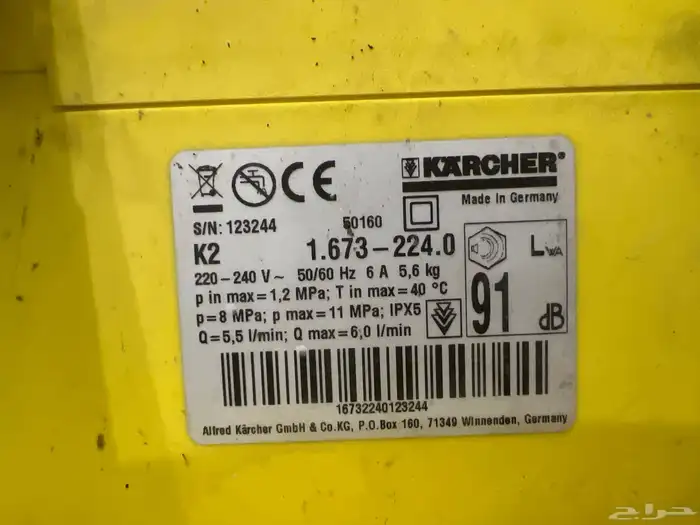 KÄRCHER®
Made in Germany
S/N: 123244
50160
K2 1.673-224.0
220-240 V~ 50/60 Hz 6 A 5,6 kg
p in max=1,2 MPa; T in max=40 °C
p=8 MPa; p max=11 MPa; IPX5
Q=5,5 l/min; Q max=6,0 l/min
LWA
91 dB
16732240123244
Alfred Kärcher GmbH & Co.KG, P.O.Box 160, 71349 Winnenden, Germany
حراج